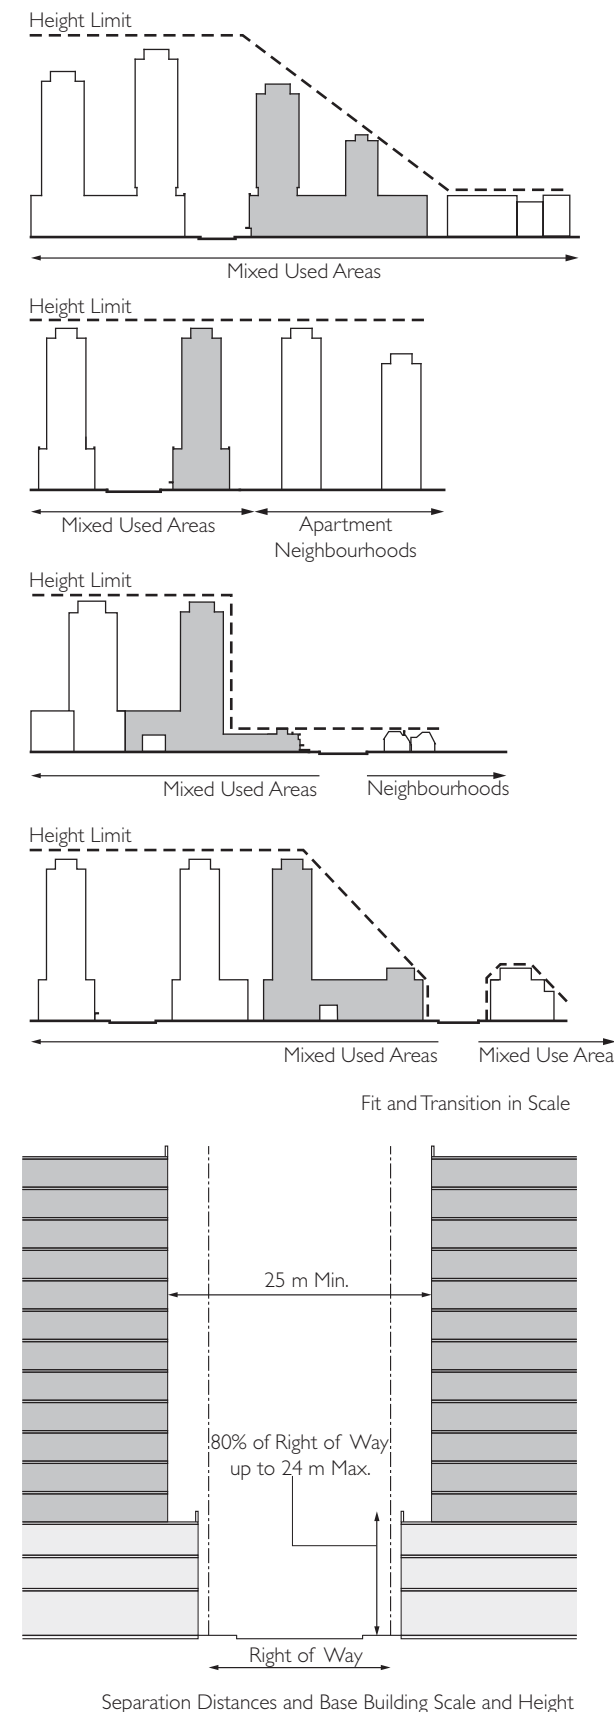 Height Limit
Mixed Used Areas
Height Limit
Mixed Used Areas
Apartment
Neighbourhoods
Height Limit
Mixed Used Areas
Neighbourhoods
Height Limit
Mixed Used Areas
Mixed Use Area
Fit and Transition in Scale
25 m Min.
80% of Right of Way
up to 24 m Max.
Right of Way
Separation Distances and Base Building Scale and Height